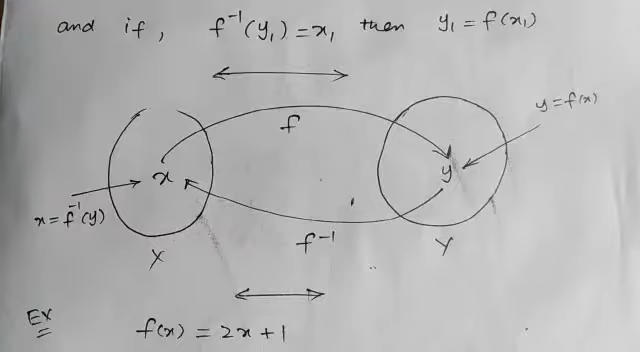 and if, f⁻¹(y₁) = x₁ then y₁ = f(x₁)
f
y = f(x)
x
y
x = f⁻¹(y)
f⁻¹
X
Y
Ex
f(x) = 2x + 1